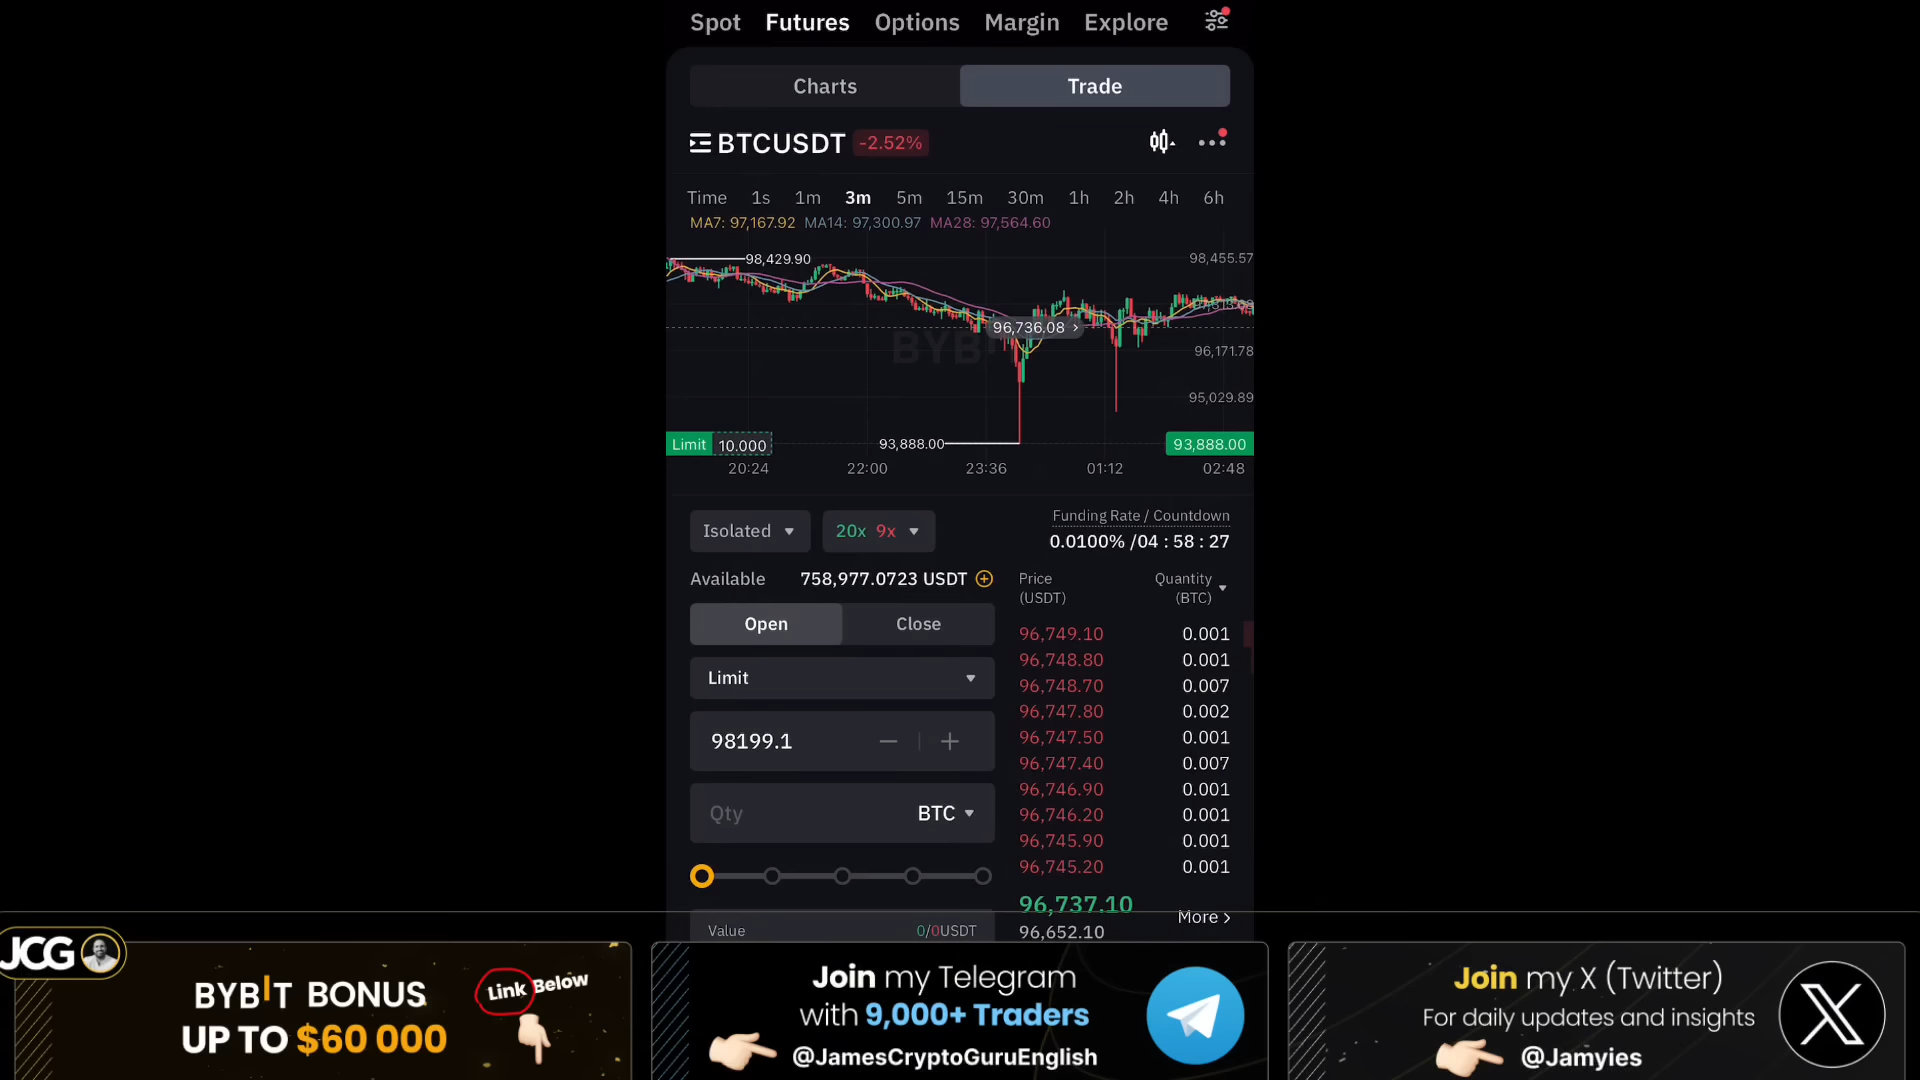 Spot Futures Options Margin Explore
Charts Trade
BTCUSDT -2.52%
Time 1s 1m 3m 5m 15m 30m 1h 2h 4h 6h
MA7: 97,167.92 MA14: 97,300.97 MA28: 97,564.60
98,429.90 98,455.57
96,736.08
96,171.78
95,029.89
Limit 10.000 93,888.00 93,888.00
20:24 22:00 23:36 01:12 02:48
Isolated 20x 9x
Funding Rate / Countdown
0.0100% /04 : 58 : 27
Available 758,977.0723 USDT
Price Quantity
(USDT) (BTC)
Open Close
96,749.10 0.001
96,748.80 0.001
Limit
96,748.70 0.007
96,747.80 0.002
98199.1
96,747.50 0.001
96,747.40 0.007
96,746.90 0.001
Qty BTC
96,746.20 0.001
96,745.90 0.001
96,745.20 0.001
96,737.10
More
Value 0/0USDT
96,652.10
JCG
BYBIT BONUS
UP TO $60 000
Link Below
Join my Telegram
with 9,000+ Traders
@JamesCryptoGuruEnglish
Join my X (Twitter)
For daily updates and insights
@Jamyies